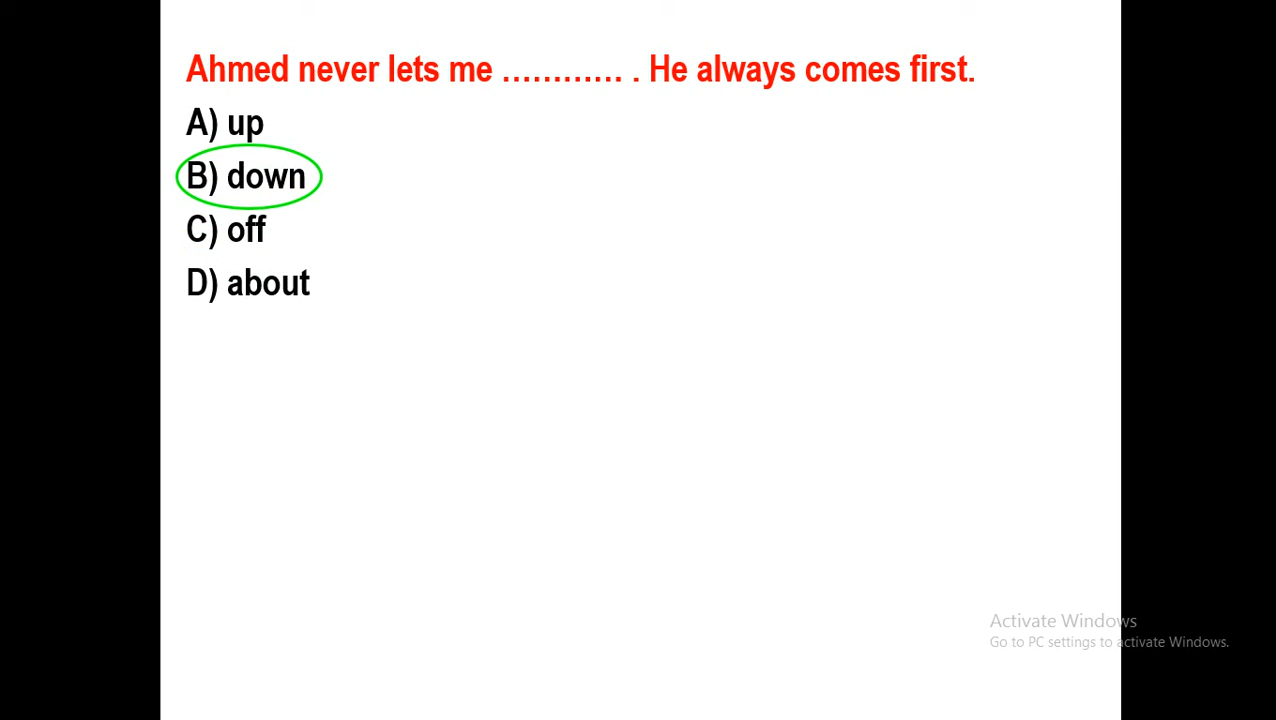 Ahmed never lets me ………… . He always comes first.
A) up
B) down
C) off
D) about
Activate Windows
Go to PC settings to activate Windows.